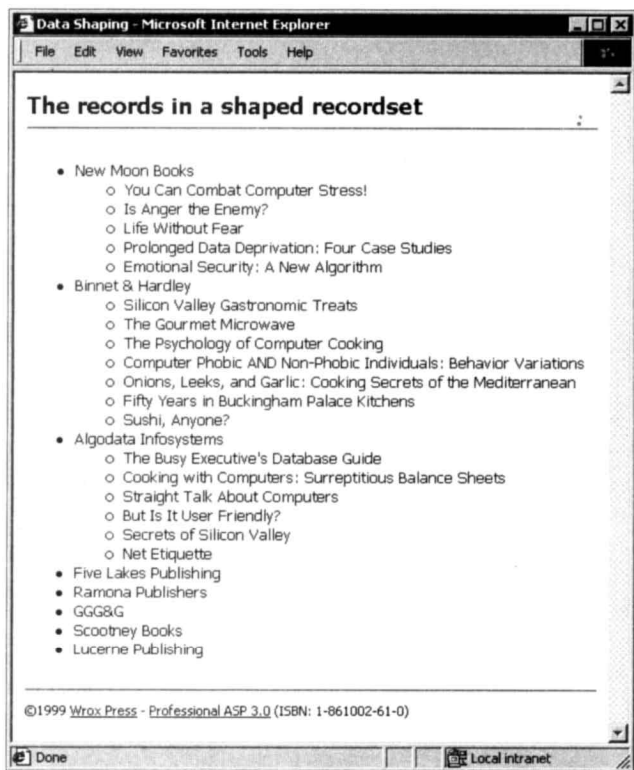 Data Shaping - Microsoft Internet Explorer
File Edit View Favorites Tools Help
The records in a shaped recordset
New Moon Books
You Can Combat Computer Stress!
Is Anger the Enemy?
Life Without Fear
Prolonged Data Deprivation: Four Case Studies
Emotional Security: A New Algorithm
Binnet & Hardley
Silicon Valley Gastronomic Treats
The Gourmet Microwave
The Psychology of Computer Cooking
Computer Phobic AND Non-Phobic Individuals: Behavior Variations
Onions, Leeks, and Garlic: Cooking Secrets of the Mediterranean
Fifty Years in Buckingham Palace Kitchens
Sushi, Anyone?
Algodata Infosystems
The Busy Executive's Database Guide
Cooking with Computers: Surreptitious Balance Sheets
Straight Talk About Computers
But Is It User Friendly?
Secrets of Silicon Valley
Net Etiquette
Five Lakes Publishing
Ramona Publishers
GGG&G
Scootney Books
Lucerne Publishing
©1999 Wrox Press - Professional ASP 3.0 (ISBN: 1-861002-61-0)
Done Local intranet